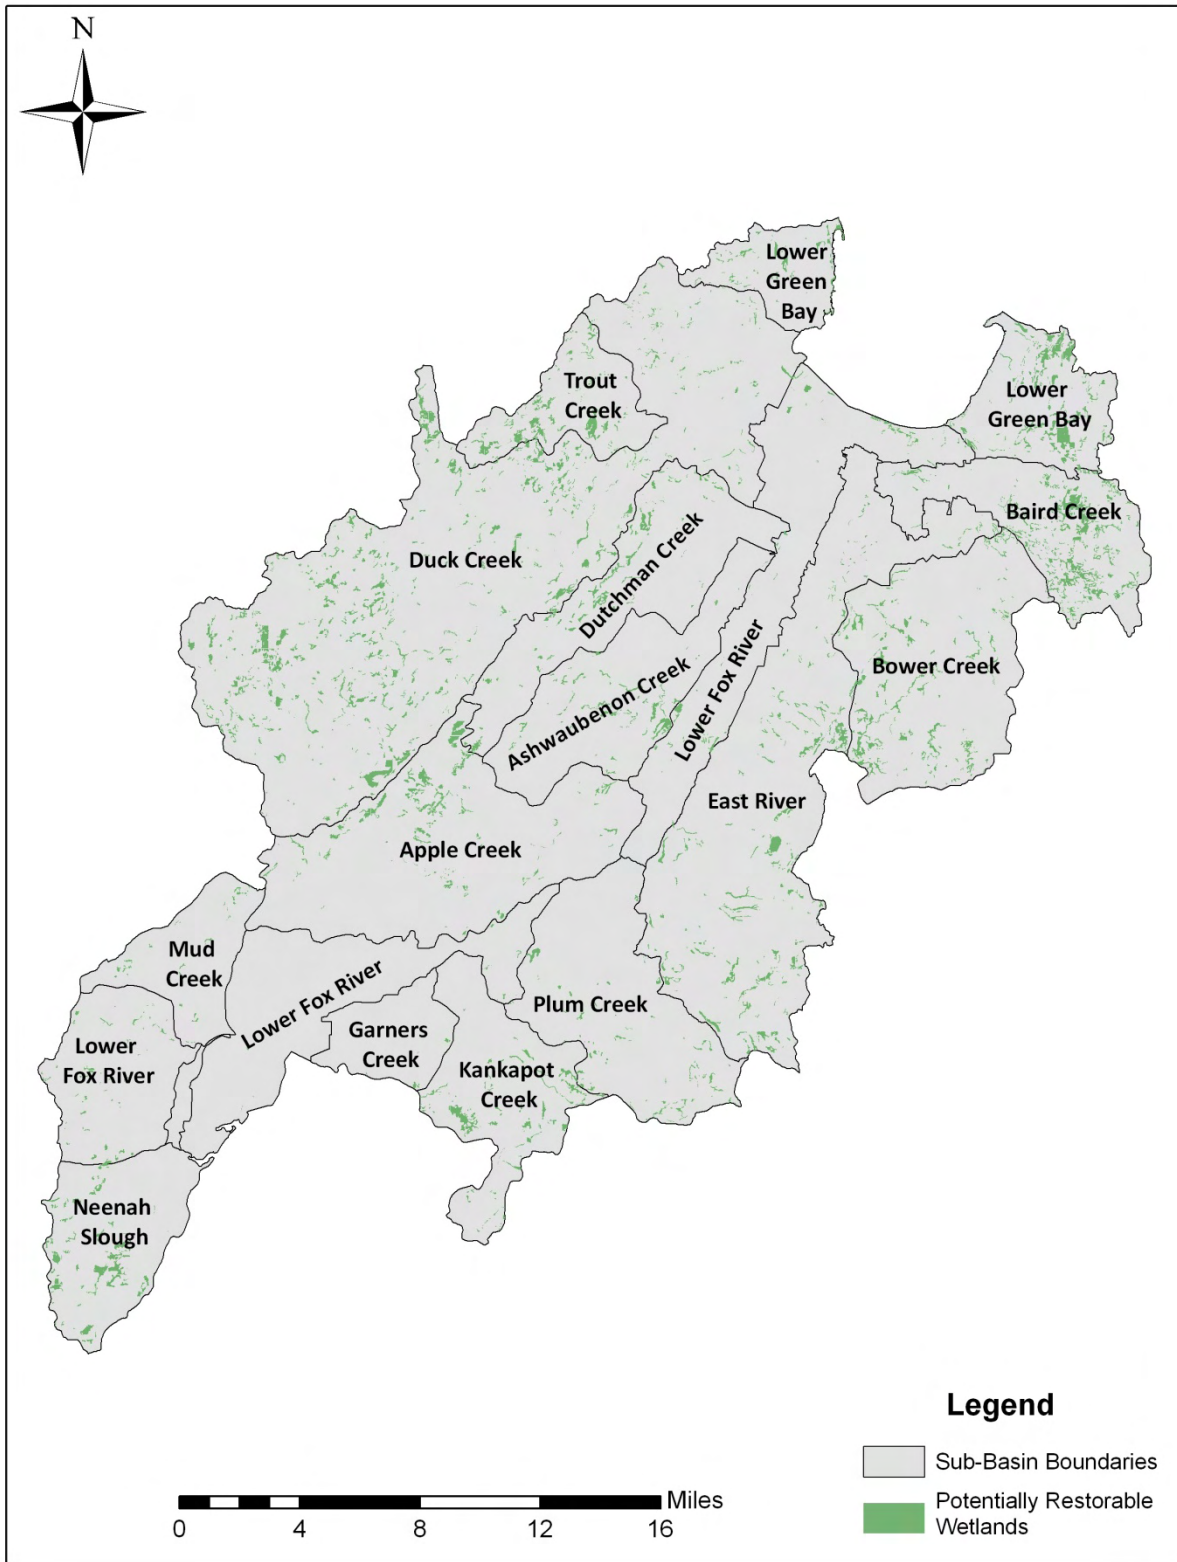 N
Lower
Green
Bay
Trout
Creek
Lower
Green Bay
Baird Creek
Duck Creek
Dutchman Creek
Bower Creek
Ashwaubenon Creek
Lower Fox River
East River
Apple Creek
Mud
Creek
Lower Fox River
Plum Creek
Garners
Creek
Lower
Fox River
Kankapot
Creek
Neenah
Slough
Legend
Sub-Basin Boundaries
Potentially Restorable
Wetlands
Miles
0 4 8 12 16